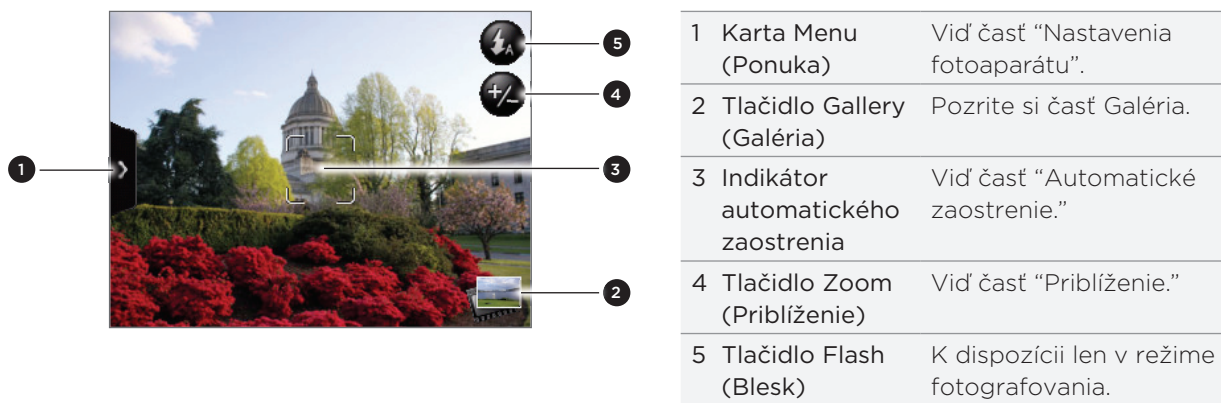 1
2
3
4
5
A
+/-
1 Karta Menu (Ponuka) Viď časť “Nastavenia fotoaparátu”.
2 Tlačidlo Gallery (Galéria) Pozrite si časť Galéria.
3 Indikátor automatického zaostrenia Viď časť “Automatické zaostrenie.”
4 Tlačidlo Zoom (Priblíženie) Viď časť “Priblíženie.”
5 Tlačidlo Flash (Blesk) K dispozícii len v režime fotografovania.